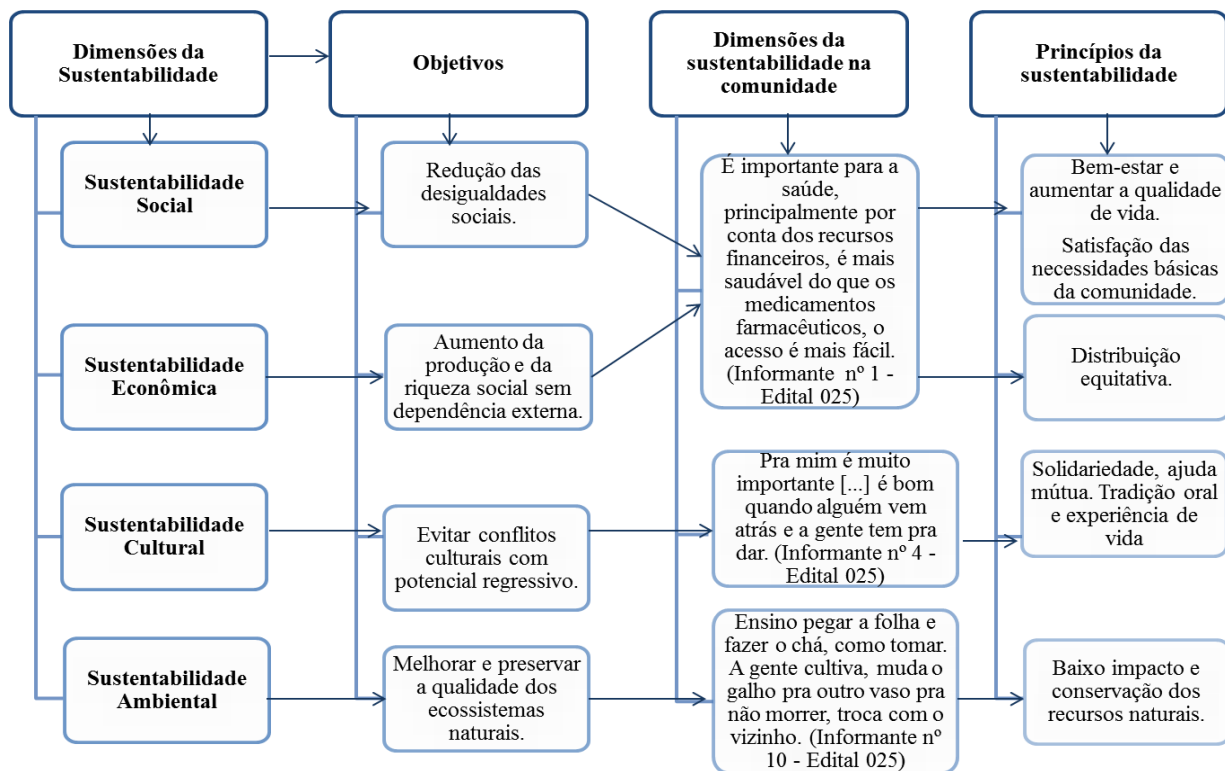 Dimensões da
Sustentabilidade
Objetivos
Dimensões da
sustentabilidade na
comunidade
Princípios da
sustentabilidade
Sustentabilidade
Social
Redução das
desigualdades
sociais.
É importante para a
saúde,
principalmente por
conta dos recursos
financeiros, é mais
saudável do que os
medicamentos
farmacêuticos, o
acesso é mais fácil.
(Informante nº 1 -
Edital 025)
Bem-estar e
aumentar a qualidade
de vida.
Satisfação das
necessidades básicas
da comunidade.
Sustentabilidade
Econômica
Aumento da
produção e da
riqueza social sem
dependência externa.
Distribuição
equitativa.
Sustentabilidade
Cultural
Evitar conflitos
culturais com
potencial regressivo.
Pra mim é muito
importante [...] é bom
quando alguém vem
atrás e a gente tem pra
dar. (Informante nº 4 -
Edital 025)
Solidariedade, ajuda
mútua. Tradição oral
e experiência de
vida
Sustentabilidade
Ambiental
Melhorar e preservar
a qualidade dos
ecossistemas
naturais.
Ensino pegar a folha e
fazer o chá, como tomar.
A gente cultiva, muda o
galho pra outro vaso pra
não morrer, troca com o
vizinho. (Informante nº
10 - Edital 025)
Baixo impacto e
conservação dos
recursos naturais.